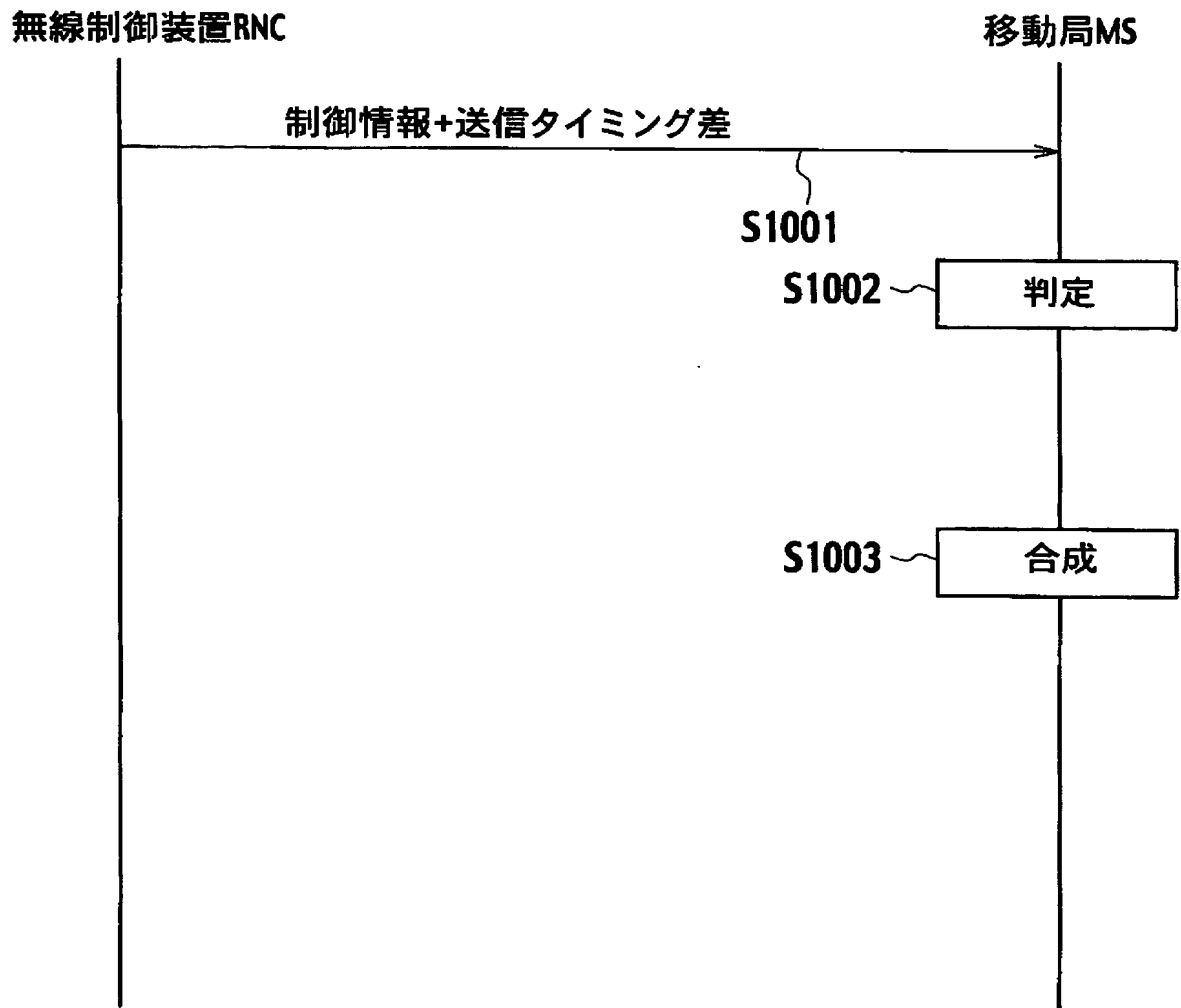 無線制御装置RNC
移動局MS
制御情報+送信タイミング差
S1001
S1002
判定
S1003
合成